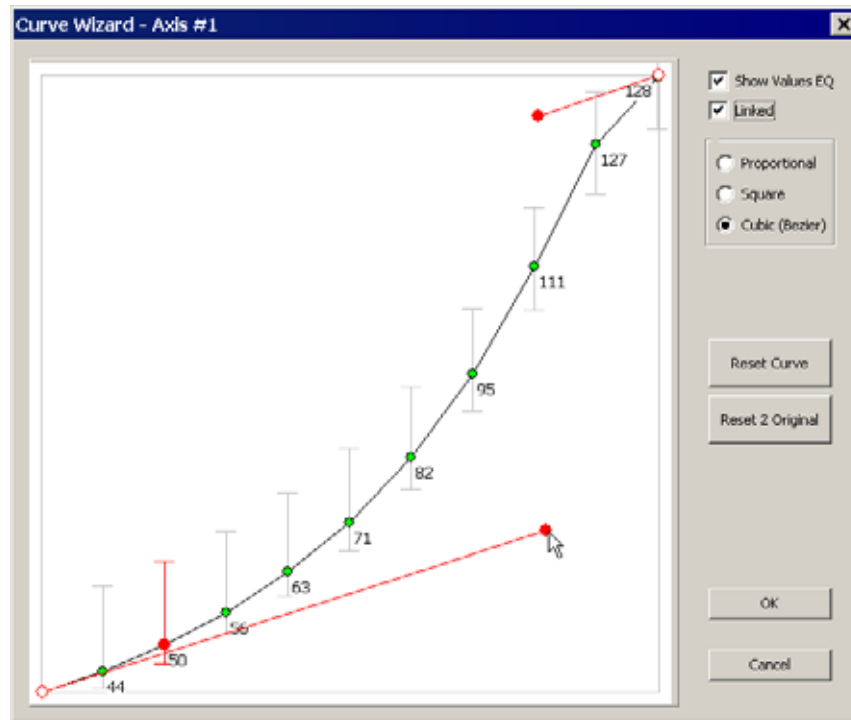 Curve Wizard - Axis #1
Show Values EQ
Linked
Proportional
Square
Cubic (Bezier)
Reset Curve
Reset 2 Original
OK
Cancel
128
127
111
95
82
71
63
56
50
44